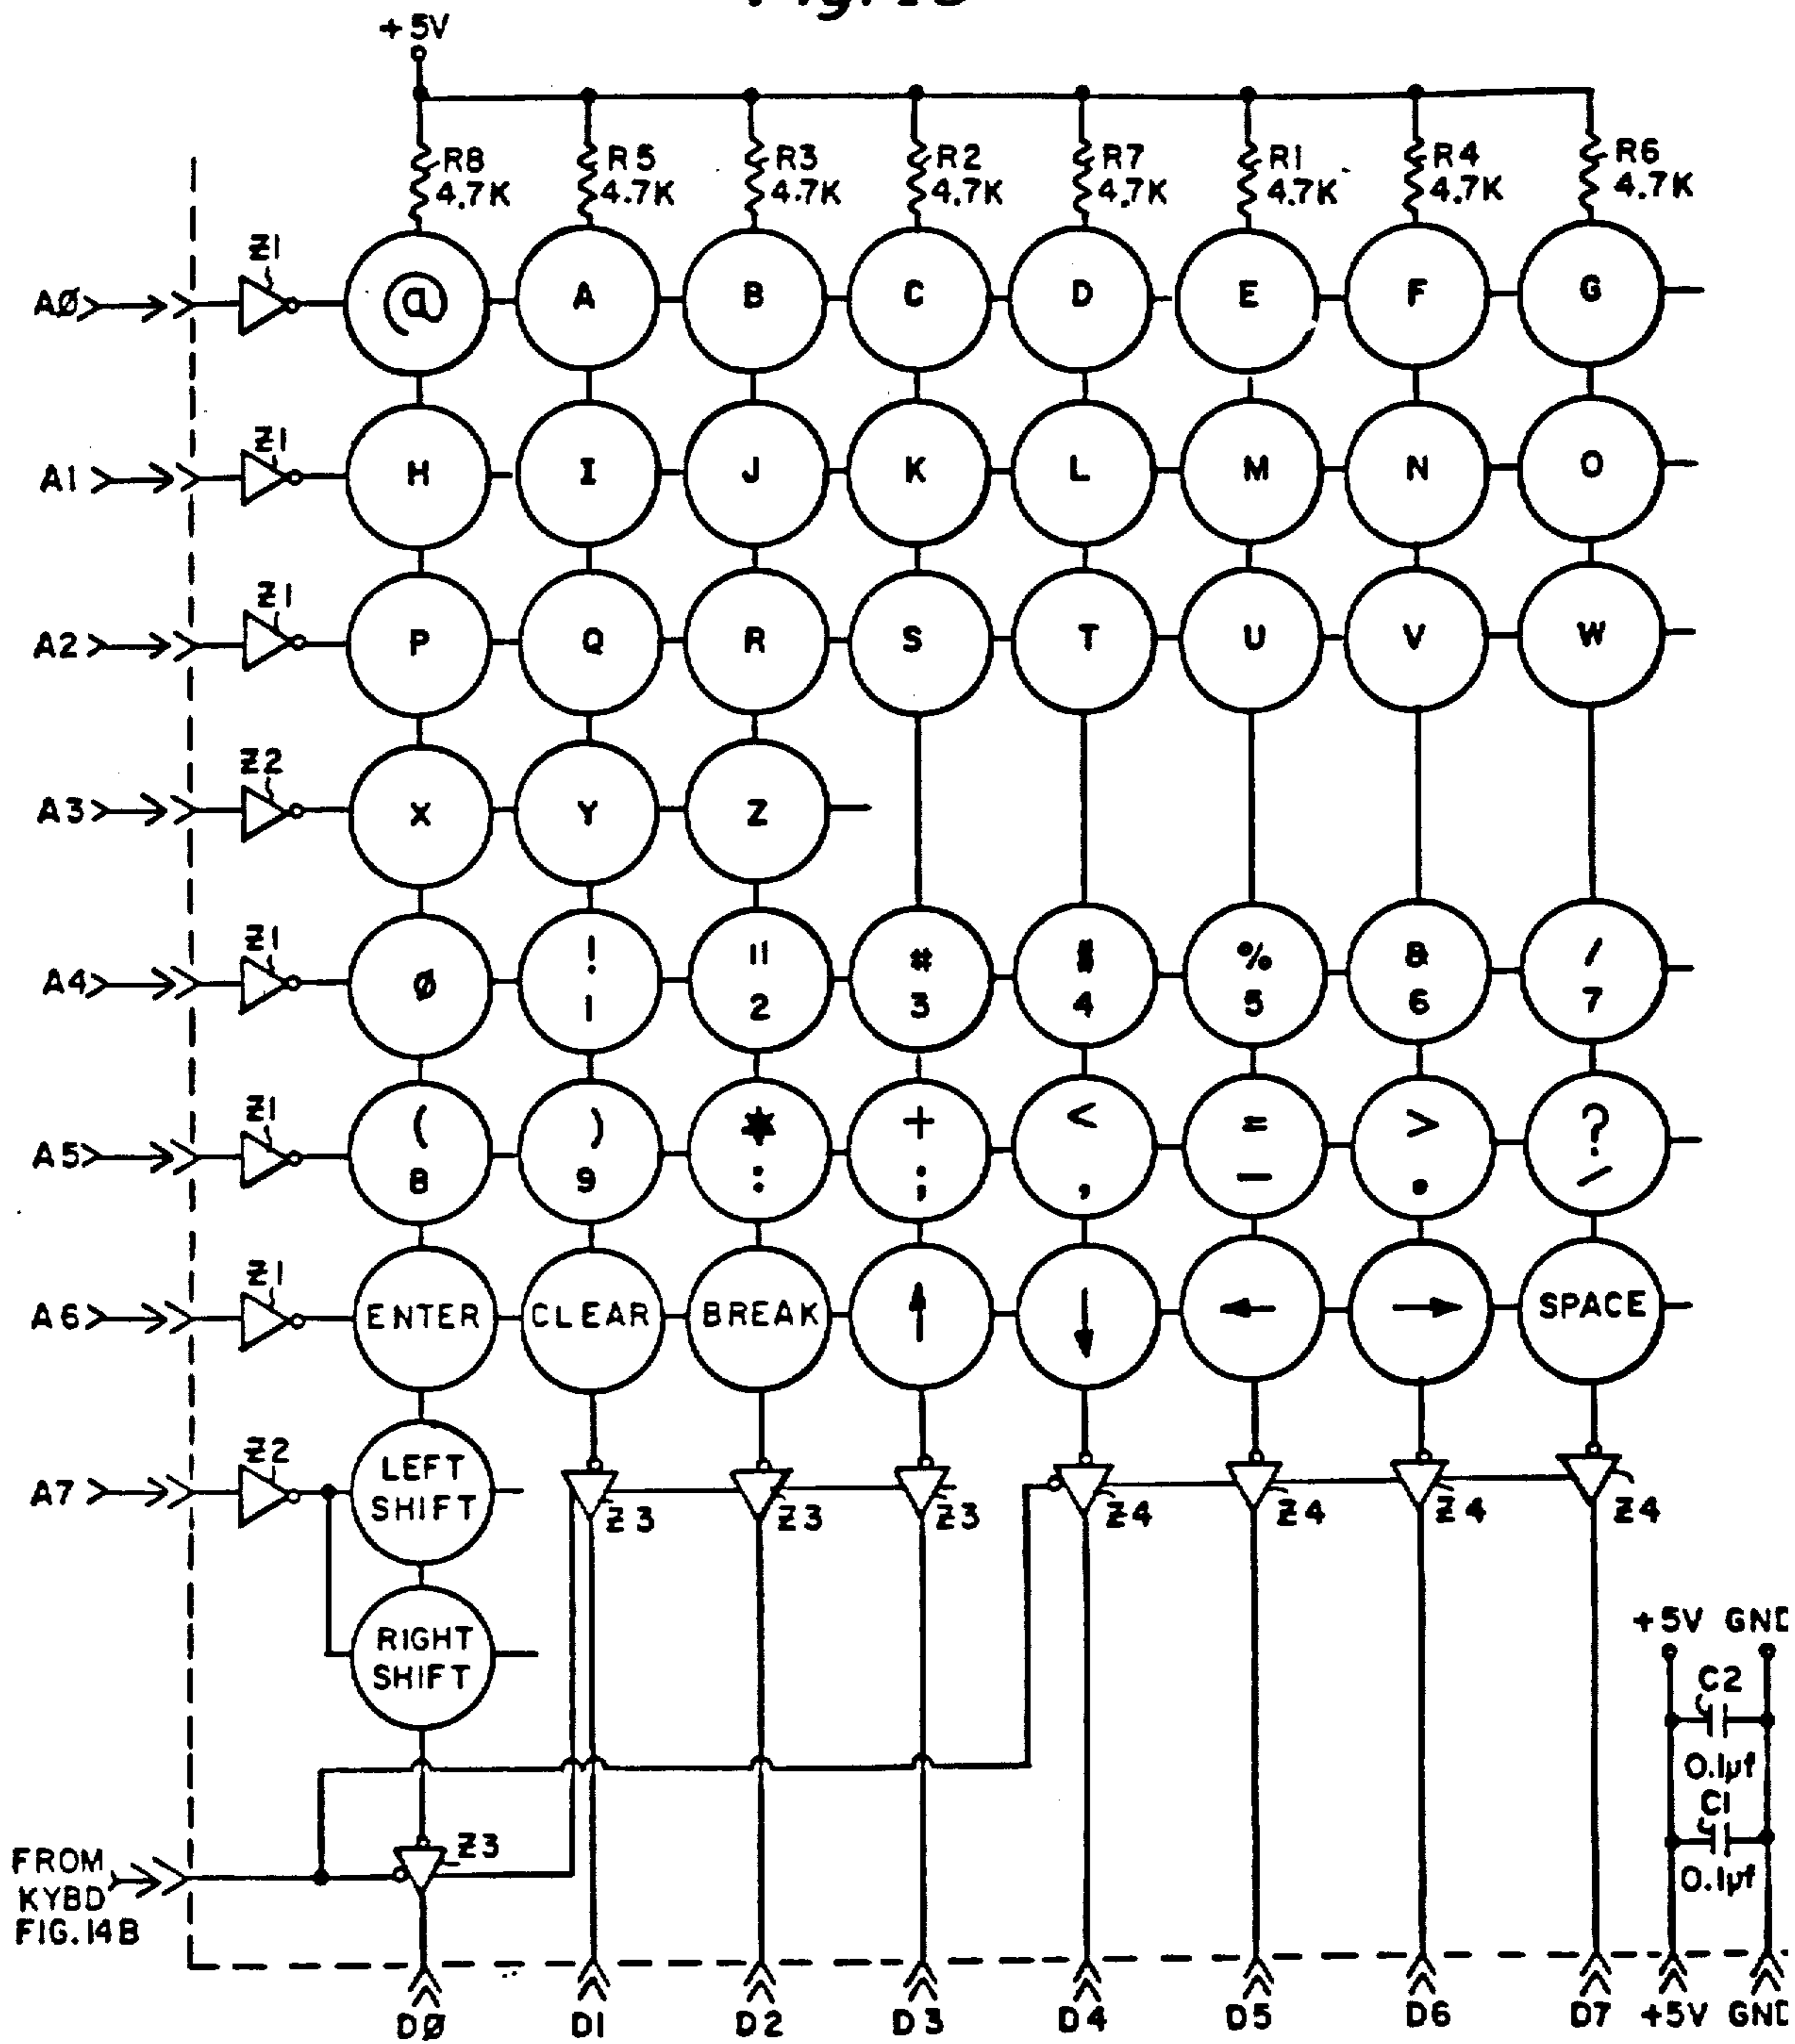 +5V
R8 R5 R3 R2 R7 R1 R4 R6
4.7K 4.7K 4.7K 4.7K 4.7K 4.7K 4.7K 4.7K
Z1
AØ @ A B C D E F G
Z1
A1 H I J K L M N O
Z1
A2 P Q R S T U V W
Z2
A3 X Y Z
Z1
! " # $ % & /
A4 Ø 1 2 3 4 5 6 7
Z1
( ) * + < = > ?
A5 8 9 : ; , - . /
Z1
A6 ENTER CLEAR BREAK ↑ ↓ ← → SPACE
Z2
A7 LEFT
SHIFT
Z3 Z3 Z3 Z4 Z4 Z4 Z4
RIGHT
SHIFT
+5V GND
C2
0.1µf
C1
0.1µf
Z3
FROM
KYBD
FIG.14B
DØ D1 D2 D3 D4 D5 D6 D7 +5V GND